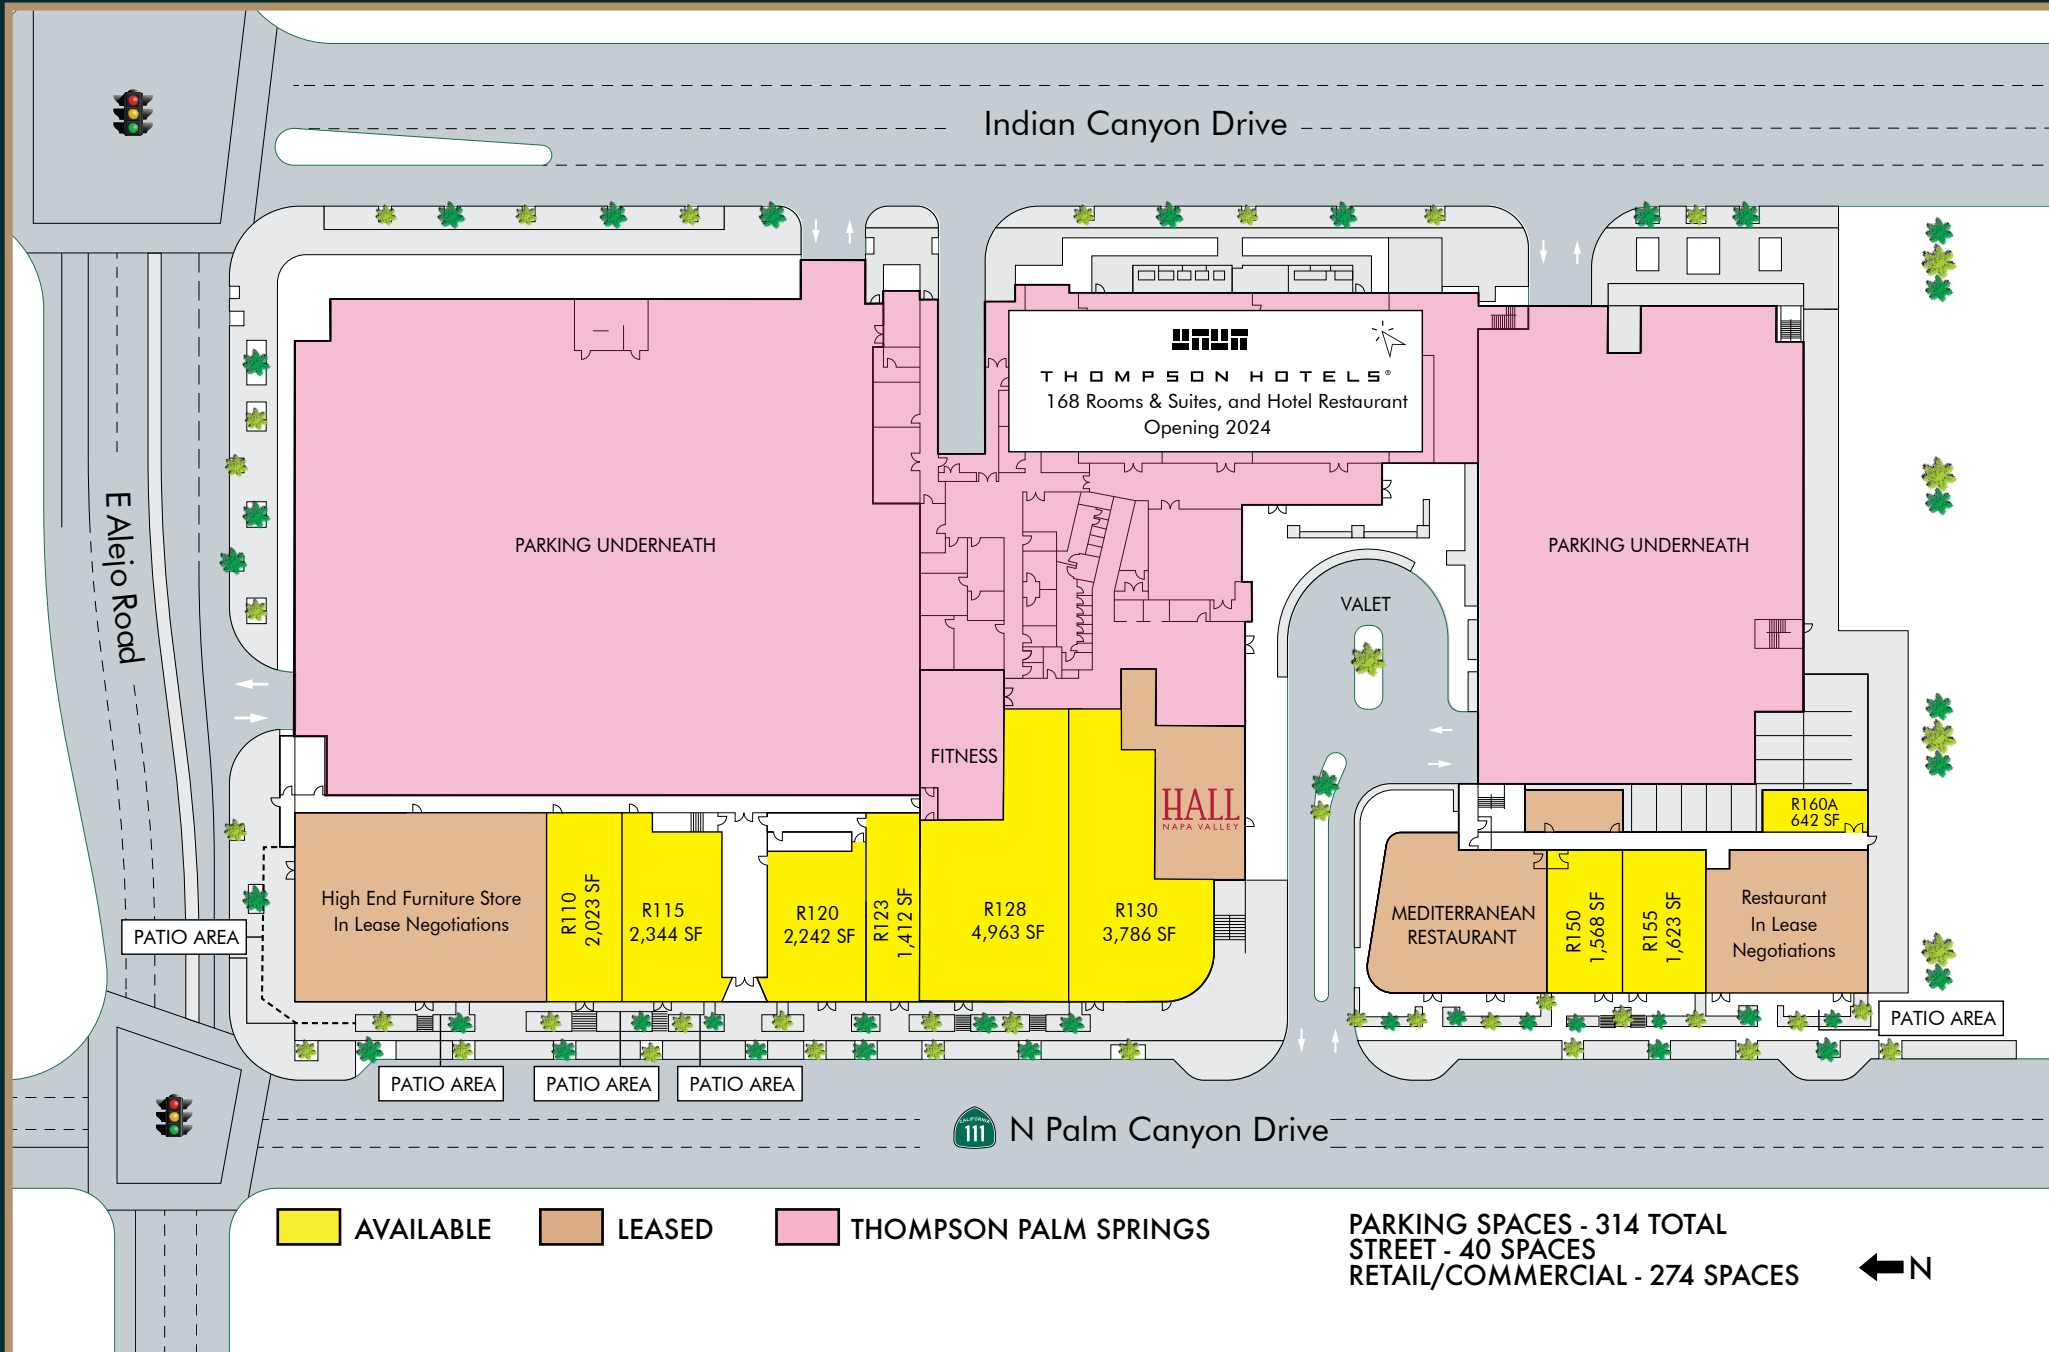 Indian Canyon Drive
THOMPSON HOTELS®
168 Rooms & Suites, and Hotel Restaurant
Opening 2024
E Alejo Road
PARKING UNDERNEATH
PARKING UNDERNEATH
VALET
FITNESS
HALL
NAPA VALLEY
R160A
642 SF
High End Furniture Store
In Lease Negotiations
R110
2,023 SF
R115
2,344 SF
R120
2,242 SF
R123
1,412 SF
R128
4,963 SF
R130
3,786 SF
MEDITERRANEAN
RESTAURANT
R150
1,568 SF
R155
1,623 SF
Restaurant
In Lease
Negotiations
PATIO AREA
PATIO AREA
PATIO AREA
PATIO AREA
PATIO AREA
CALIFORNIA
111
N Palm Canyon Drive
AVAILABLE
LEASED
THOMPSON PALM SPRINGS
PARKING SPACES - 314 TOTAL
STREET - 40 SPACES
RETAIL/COMMERCIAL - 274 SPACES
N